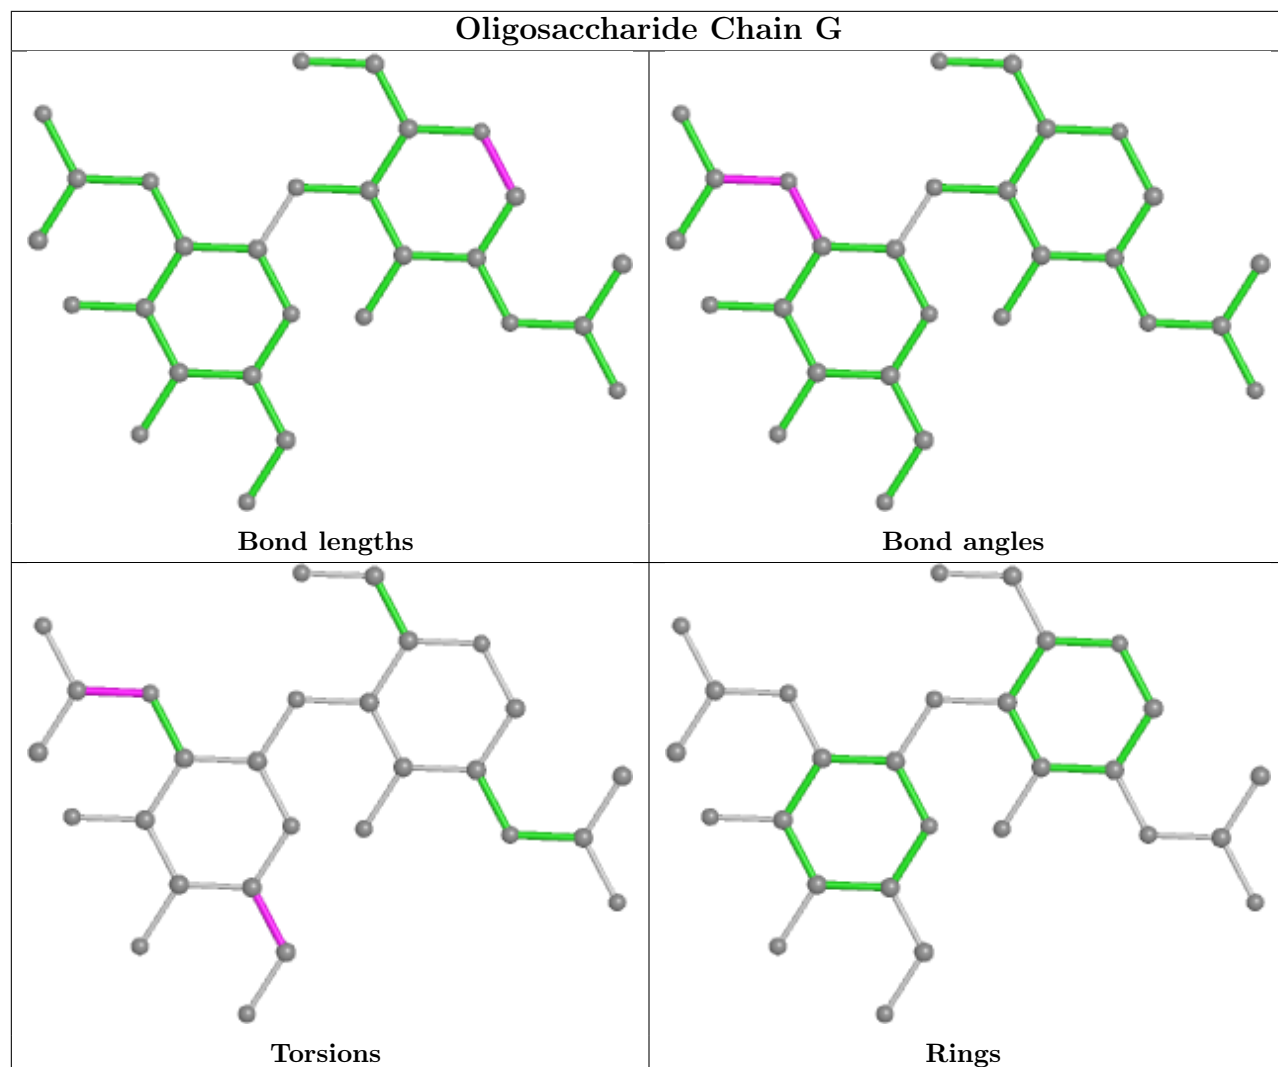 Oligosaccharide Chain G
Bond lengths
Bond angles
Torsions
Rings